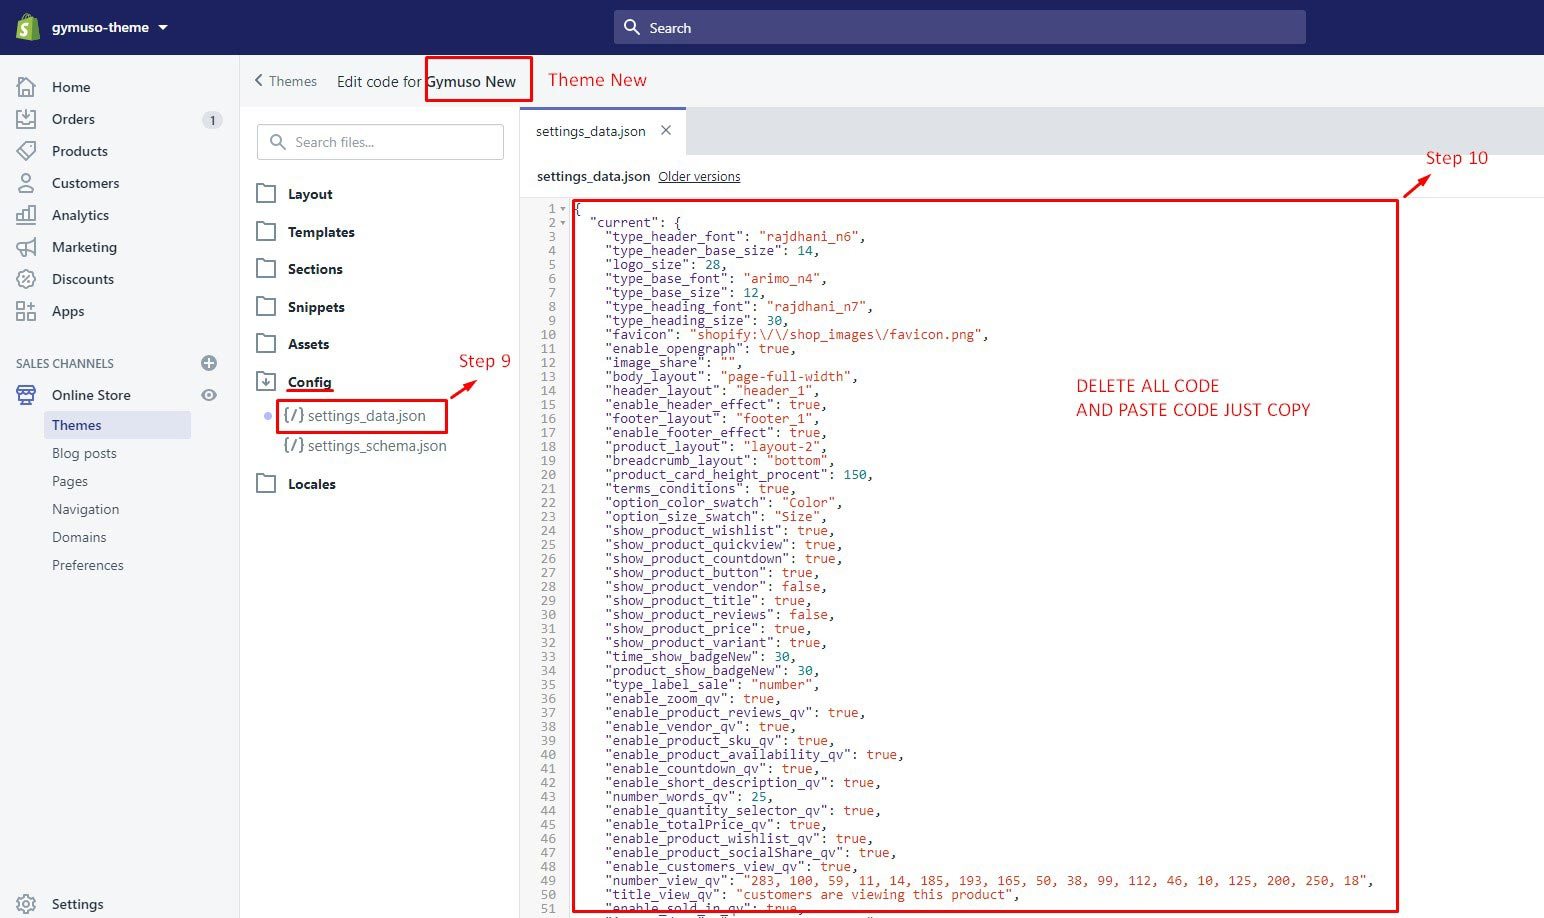 gymuso-theme
Search
Home
Orders 1
Products
Customers
Analytics
Marketing
Discounts
Apps
SALES CHANNELS
Online Store
Themes
Blog posts
Pages
Navigation
Domains
Preferences
Settings
Themes Edit code for Gymuso New Theme New
Search files...
Layout
Templates
Sections
Snippets
Assets
Config
Step 9
{/} settings_data.json
{/} settings_schema.json
Locales
settings_data.json ×
settings_data.json Older versions
Step 10
1 {
2 "current": {
3 "type_header_font": "rajdhani_n6",
4 "type_header_base_size": 14,
5 "logo_size": 28,
6 "type_base_font": "arimo_n4",
7 "type_base_size": 12,
8 "type_heading_font": "rajdhani_n7",
9 "type_heading_size": 30,
10 "favicon": "shopify:\/\/shop_images\/favicon.png",
11 "enable_opengraph": true,
12 "image_share": "",
13 "body_layout": "page-full-width",
14 "header_layout": "header_1",
15 "enable_header_effect": true,
16 "footer_layout": "footer_1",
17 "enable_footer_effect": true,
18 "product_layout": "layout-2",
19 "breadcrumb_layout": "bottom",
20 "product_card_height_procent": 150,
21 "terms_conditions": true,
22 "option_color_swatch": "Color",
23 "option_size_swatch": "Size",
24 "show_product_wishlist": true,
25 "show_product_quickview": true,
26 "show_product_countdown": true,
27 "show_product_button": true,
28 "show_product_vendor": false,
29 "show_product_title": true,
30 "show_product_reviews": false,
31 "show_product_price": true,
32 "show_product_variant": true,
33 "time_show_badgeNew": 30,
34 "product_show_badgeNew": 30,
35 "type_label_sale": "number",
36 "enable_zoom_qv": true,
37 "enable_product_reviews_qv": true,
38 "enable_vendor_qv": true,
39 "enable_product_sku_qv": true,
40 "enable_product_availability_qv": true,
41 "enable_countdown_qv": true,
42 "enable_short_description_qv": true,
43 "number_words_qv": 25,
44 "enable_quantity_selector_qv": true,
45 "enable_totalPrice_qv": true,
46 "enable_product_wishlist_qv": true,
47 "enable_product_socialShare_qv": true,
48 "enable_customers_view_qv": true,
49 "number_view_qv": "283, 100, 59, 11, 14, 185, 193, 165, 50, 38, 99, 112, 46, 10, 125, 200, 250, 18",
50 "title_view_qv": "customers are viewing this product",
51 "enable_sold_in_qv": true,
DELETE ALL CODE
AND PASTE CODE JUST COPY